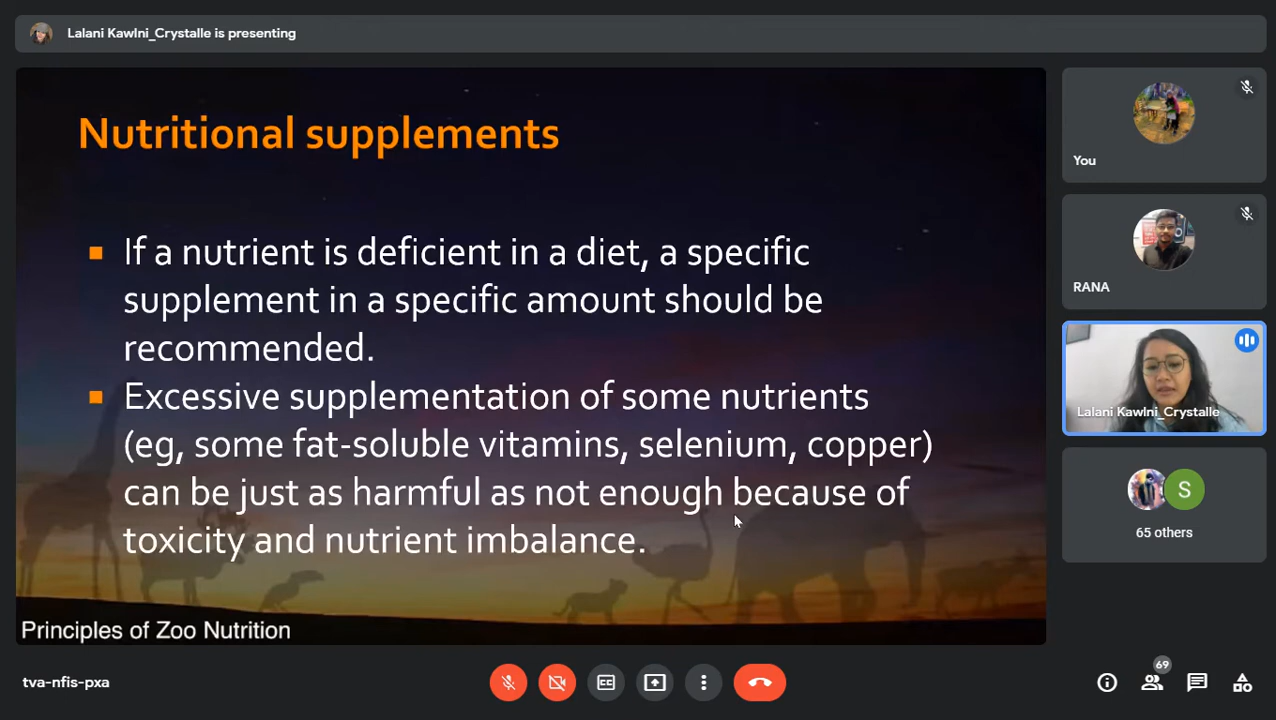 Lalani Kawlni_Crystalle is presenting
Nutritional supplements
If a nutrient is deficient in a diet, a specific
supplement in a specific amount should be
recommended.
Excessive supplementation of some nutrients
(eg, some fat-soluble vitamins, selenium, copper)
can be just as harmful as not enough because of
toxicity and nutrient imbalance.
Principles of Zoo Nutrition
You
RANA
Lalani Kawlni_Crystalle
S
65 others
tva-nfis-pxa
CC
69